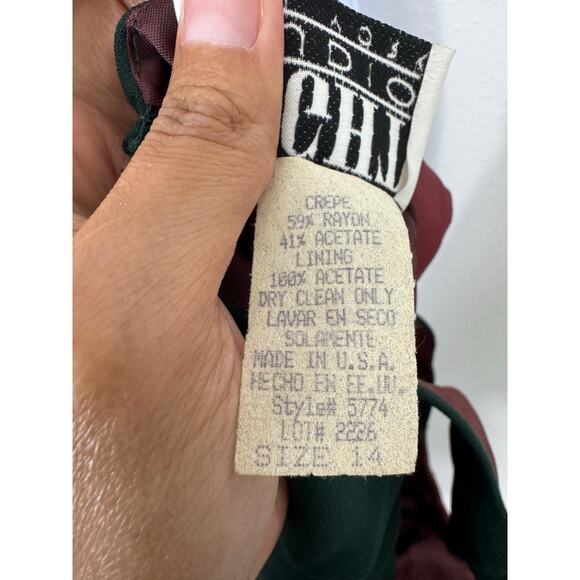 STUDIO
CREPE
59% RAYON
41% ACETATE
LINING
100% ACETATE
DRY CLEAN ONLY
LAVAR EN SECO
SOLAMENTE
MADE IN U.S.A.
HECHO EN EE.UU.
Style# 5774
LOT# 2226
SIZE 14